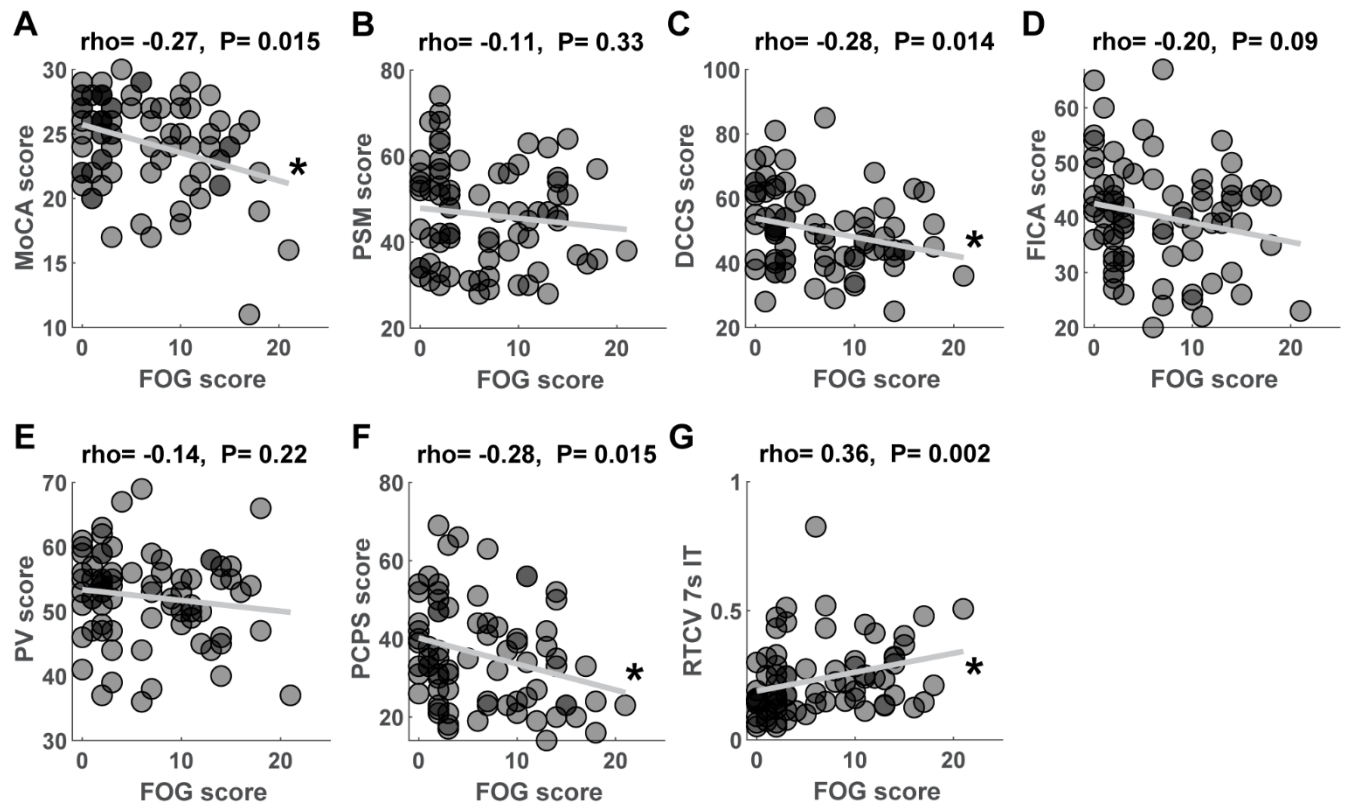 A
rho= -0.27, P= 0.015
MoCA score
30
25
20
15
10
0
10
20
FOG score
B
rho= -0.11, P= 0.33
PSM score
80
60
40
20
0
10
20
FOG score
C
rho= -0.28, P= 0.014
DCCS score
100
80
60
40
20
0
10
20
FOG score
*
*
D
rho= -0.20, P= 0.09
FICA score
60
50
40
30
20
0
10
20
FOG score
E
rho= -0.14, P= 0.22
PV score
70
60
50
40
30
0
10
20
FOG score
F
rho= -0.28, P= 0.015
PCPS score
80
60
40
20
0
10
20
FOG score
*
G
rho= 0.36, P= 0.002
RTCV 7s IT
1
0.5
0
0
10
20
FOG score
*